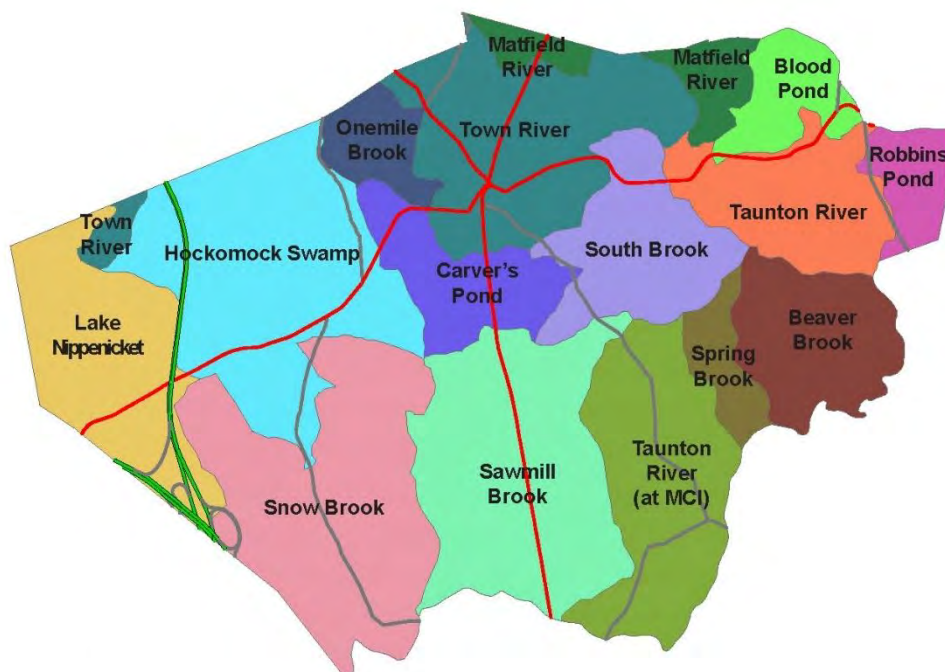 Matfield
River
Matfield
River
Blood
Pond
Onemile
Brook
Town River
Robbins
Pond
Town
River
Hockomock Swamp
Taunton River
South Brook
Carver's
Pond
Lake
Nippenicket
Beaver
Brook
Spring
Brook
Taunton
River
(at MCI)
Sawmill
Brook
Snow Brook